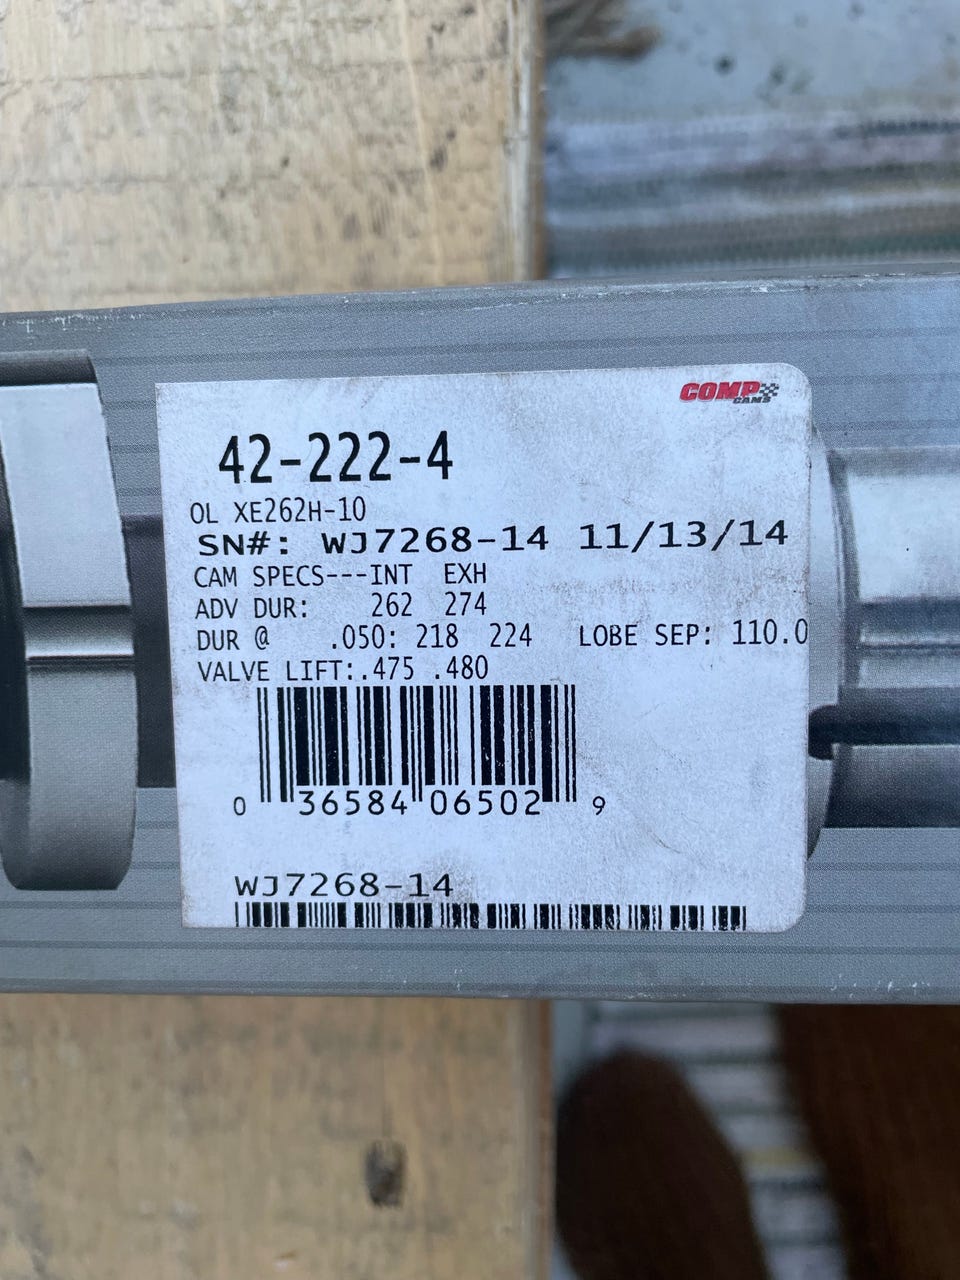 COMP
CAMS
42-222-4
OL XE262H-10
SN#: WJ7268-14 11/13/14
CAM SPECS---INT EXH
ADV DUR: 262 274
DUR @ .050: 218 224 LOBE SEP: 110.0
VALVE LIFT:.475 .480
0 36584 06502 9
WJ7268-14